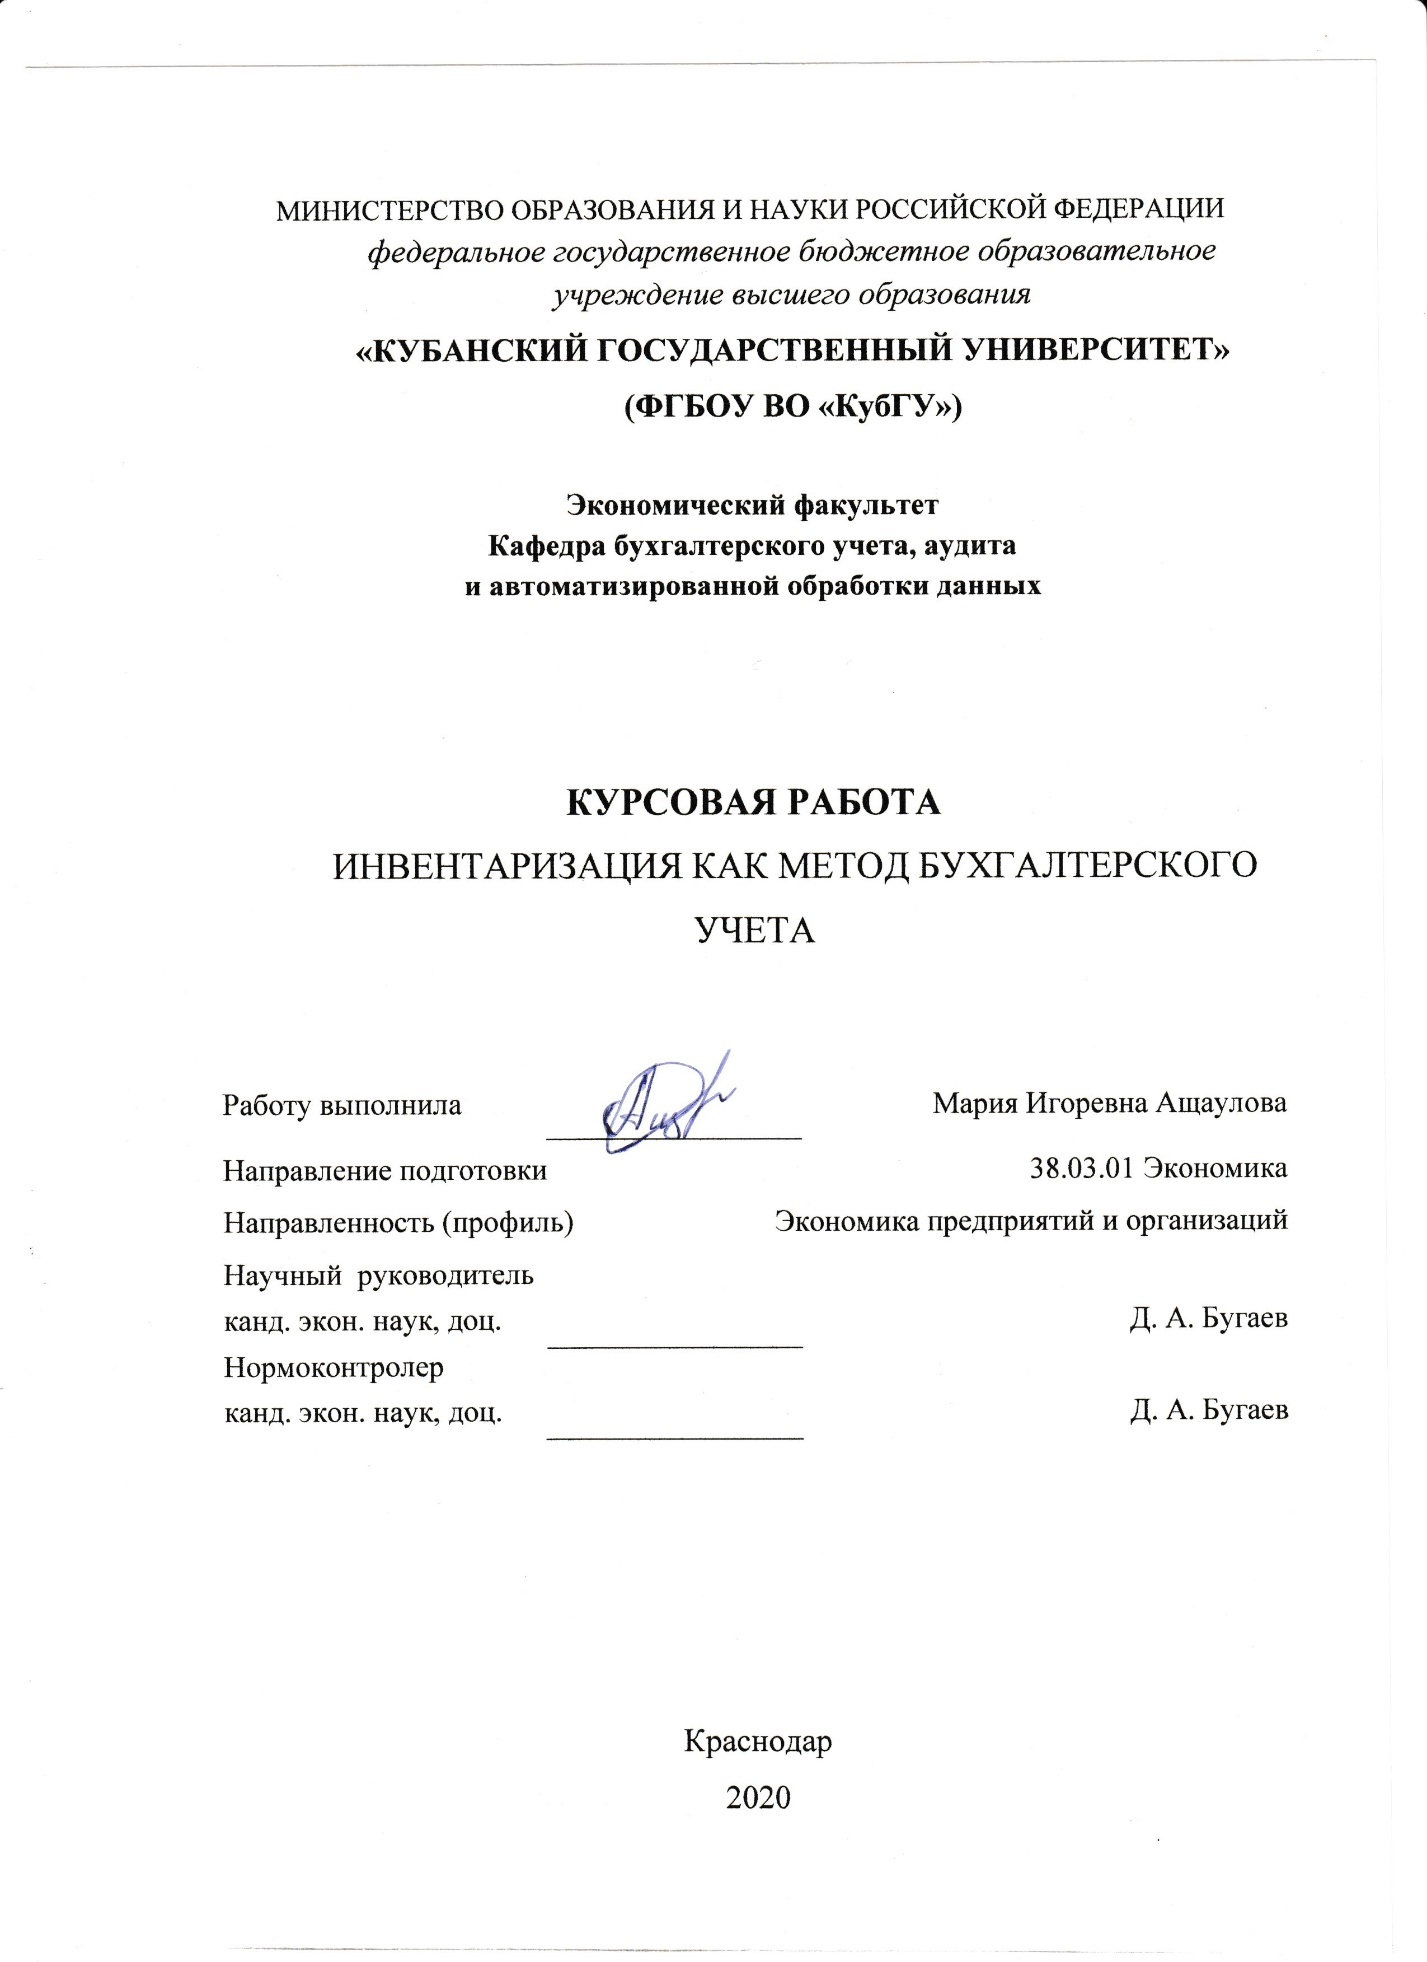 МИНИСТЕРСТВО ОБРАЗОВАНИЯ И НАУКИ РОССИЙСКОЙ ФЕДЕРАЦИИ
федеральное государственное бюджетное образовательное
учреждение высшего образования
«КУБАНСКИЙ ГОСУДАРСТВЕННЫЙ УНИВЕРСИТЕТ»
(ФГБОУ ВО «КубГУ»)
Экономический факультет
Кафедра бухгалтерского учета, аудита
и автоматизированной обработки данных
КУРСОВАЯ РАБОТА
ИНВЕНТАРИЗАЦИЯ КАК МЕТОД БУХГАЛТЕРСКОГО
УЧЕТА
Работу выполнила Мария Игоревна Ащаулова
Направление подготовки 38.03.01 Экономика
Направленность (профиль) Экономика предприятий и организаций
Научный руководитель
канд. экон. наук, доц. Д. А. Бугаев
Нормоконтролер
канд. экон. наук, доц. Д. А. Бугаев
Краснодар
2020